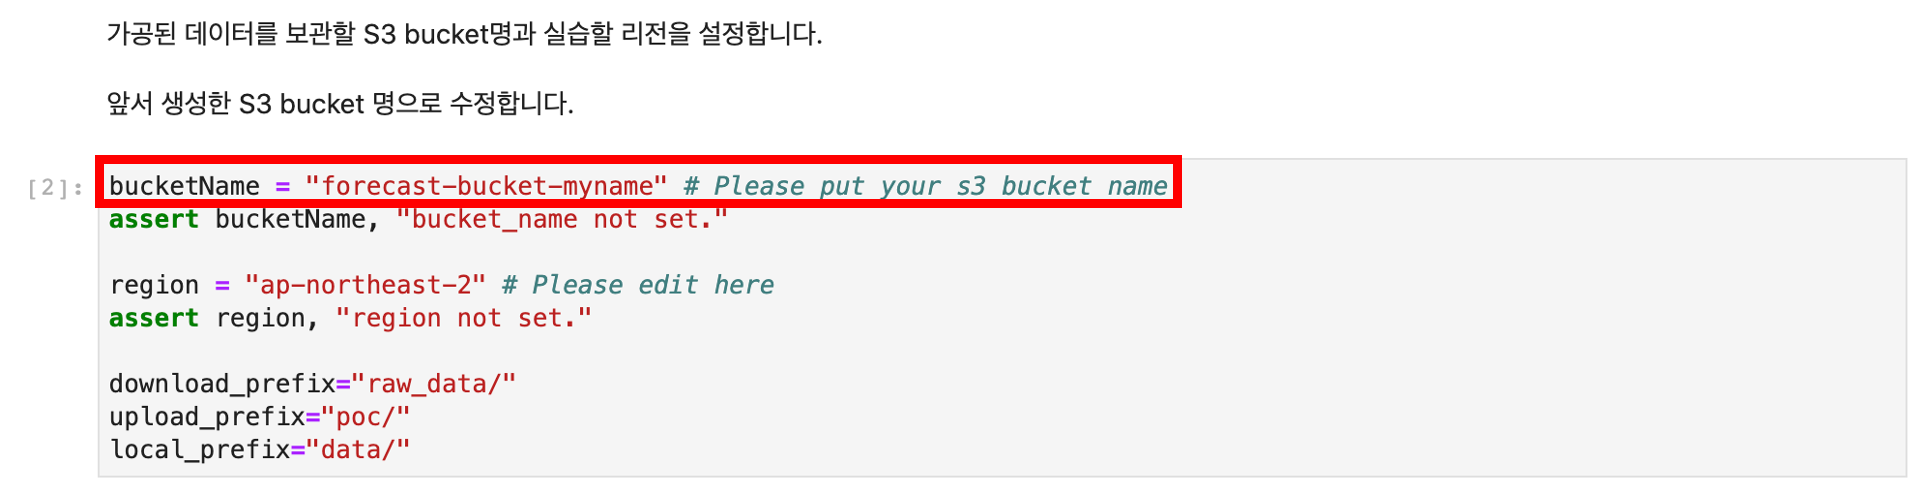 가공된 데이터를 보관할 S3 bucket명과 실습할 리전을 설정합니다.
앞서 생성한 S3 bucket 명으로 수정합니다.
[2]: bucketName = "forecast-bucket-myname" # Please put your s3 bucket name
assert bucketName, "bucket_name not set."
region = "ap-northeast-2" # Please edit here
assert region, "region not set."
download_prefix="raw_data/"
upload_prefix="poc/"
local_prefix="data/"